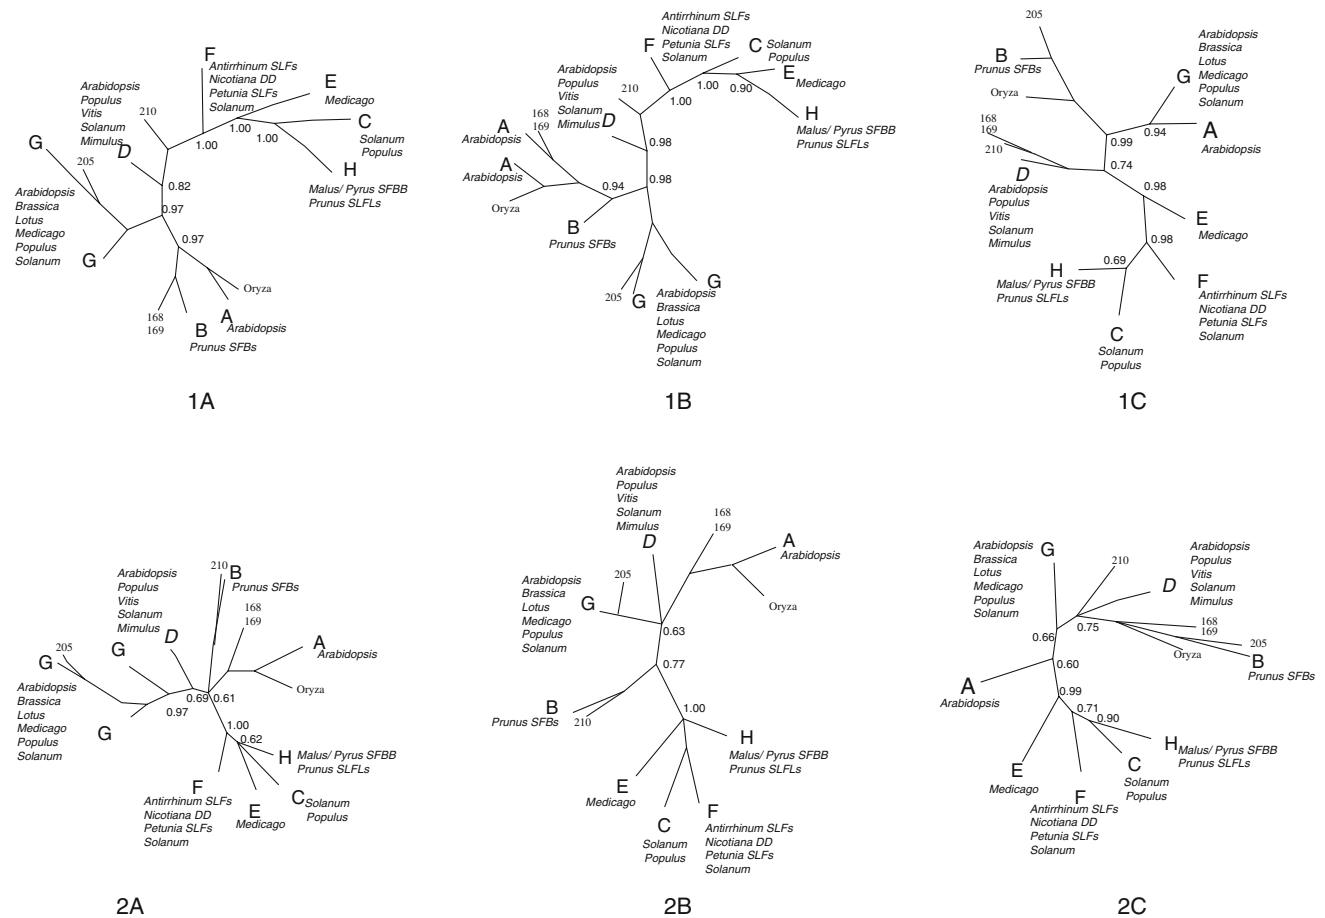 F
Antirrhinum SLFs
Nicotiana DD
Petunia SLFs
Solanum
E
Medicago
C
Solanum
Populus
H
Malus/ Pyrus SFBB
Prunus SLFLs
1.00
1.00
1.00
210
Arabidopsis
Populus
Vitis
Solanum
Mimulus
D
0.82
0.97
0.97
G
205
Arabidopsis
Brassica
Lotus
Medicago
Populus
Solanum
G
Oryza
A
Arabidopsis
168
169
B
Prunus SFBs
1A
Antirrhinum SLFs
Nicotiana DD
Petunia SLFs
Solanum
F
C
Solanum
Populus
E
Medicago
H
Malus/ Pyrus SFBB
Prunus SLFLs
1.00
1.00
0.90
Arabidopsis
Populus
Vitis
Solanum
Mimulus
D
210
0.98
0.98
0.94
168
169
A
Arabidopsis
A
Arabidopsis
Oryza
B
Prunus SFBs
205
G
G
Arabidopsis
Brassica
Lotus
Medicago
Populus
Solanum
1B
205
B
Prunus SFBs
Oryza
Arabidopsis
Brassica
Lotus
Medicago
Populus
Solanum
G
A
Arabidopsis
0.94
0.99
0.74
168
169
210
D
Arabidopsis
Populus
Vitis
Solanum
Mimulus
0.98
E
Medicago
0.98
0.69
H
Malus/ Pyrus SFBB
Prunus SLFLs
F
Antirrhinum SLFs
Nicotiana DD
Petunia SLFs
Solanum
C
Solanum
Populus
1C
210
B
Prunus SFBs
Arabidopsis
Populus
Vitis
Solanum
Mimulus
D
168
169
A
Arabidopsis
Oryza
205
G
G
Arabidopsis
Brassica
Lotus
Medicago
Populus
Solanum
G
0.97
0.69
0.61
1.00
0.62
H
Malus/ Pyrus SFBB
Prunus SLFLs
F
Antirrhinum SLFs
Nicotiana DD
Petunia SLFs
Solanum
E
Medicago
C
Solanum
Populus
2A
Arabidopsis
Populus
Vitis
Solanum
Mimulus
D
168
169
A
Arabidopsis
Oryza
205
G
Arabidopsis
Brassica
Lotus
Medicago
Populus
Solanum
0.63
0.77
B
Prunus SFBs
210
1.00
H
Malus/ Pyrus SFBB
Prunus SLFLs
E
Medicago
C
Solanum
Populus
F
Antirrhinum SLFs
Nicotiana DD
Petunia SLFs
Solanum
2B
Arabidopsis
Brassica
Lotus
Medicago
Populus
Solanum
G
210
Arabidopsis
Populus
Vitis
Solanum
Mimulus
D
168
169
205
Oryza
B
Prunus SFBs
0.66
0.75
0.60
A
Arabidopsis
0.99
0.71
0.90
H
Malus/ Pyrus SFBB
Prunus SLFLs
C
Solanum
Populus
E
Medicago
F
Antirrhinum SLFs
Nicotiana DD
Petunia SLFs
Solanum
2C